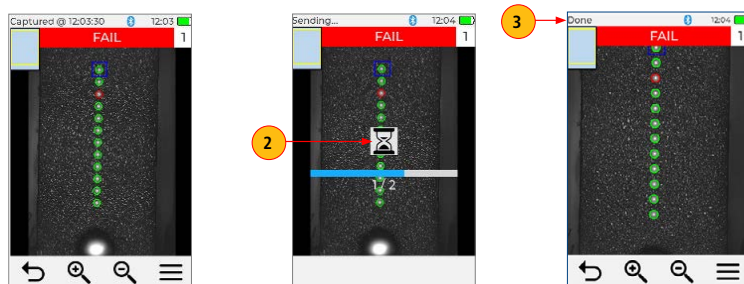 Captured @ 12:03:30 12:03
FAIL 1
Sending... 12:04
FAIL 1
2
1 / 2
3
Done 12:04
FAIL 1